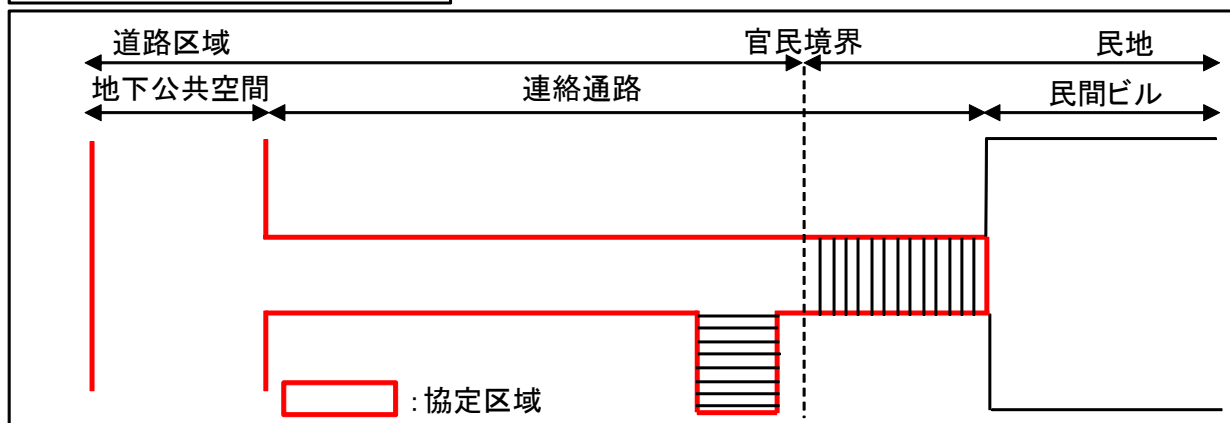 道路区域
官民境界
民地
地下公共空間
連絡通路
民間ビル
：協定区域